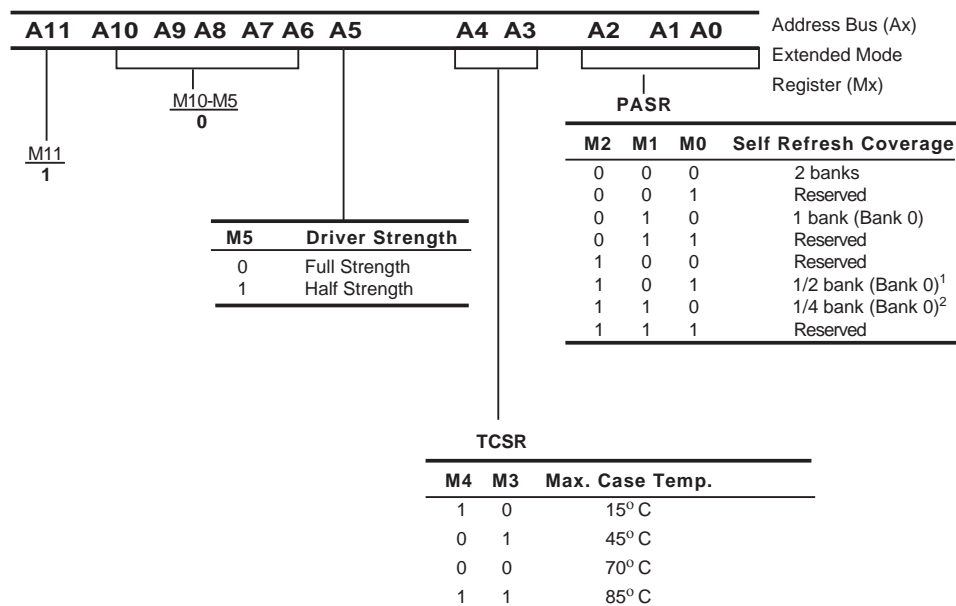 A11 A10 A9 A8 A7 A6 A5 A4 A3 A2 A1 A0 Address Bus (Ax)
Extended Mode
Register (Mx)
M10-M5
0
M11
1
PASR
M2 M1 M0 Self Refresh Coverage
0 0 0 2 banks
0 0 1 Reserved
0 1 0 1 bank (Bank 0)
0 1 1 Reserved
1 0 0 Reserved
1 0 1 1/2 bank (Bank 0)1
1 1 0 1/4 bank (Bank 0)2
1 1 1 Reserved
M5 Driver Strength
0 Full Strength
1 Half Strength
TCSR
M4 M3 Max. Case Temp.
1 0 15o C
0 1 45o C
0 0 70o C
1 1 85o C